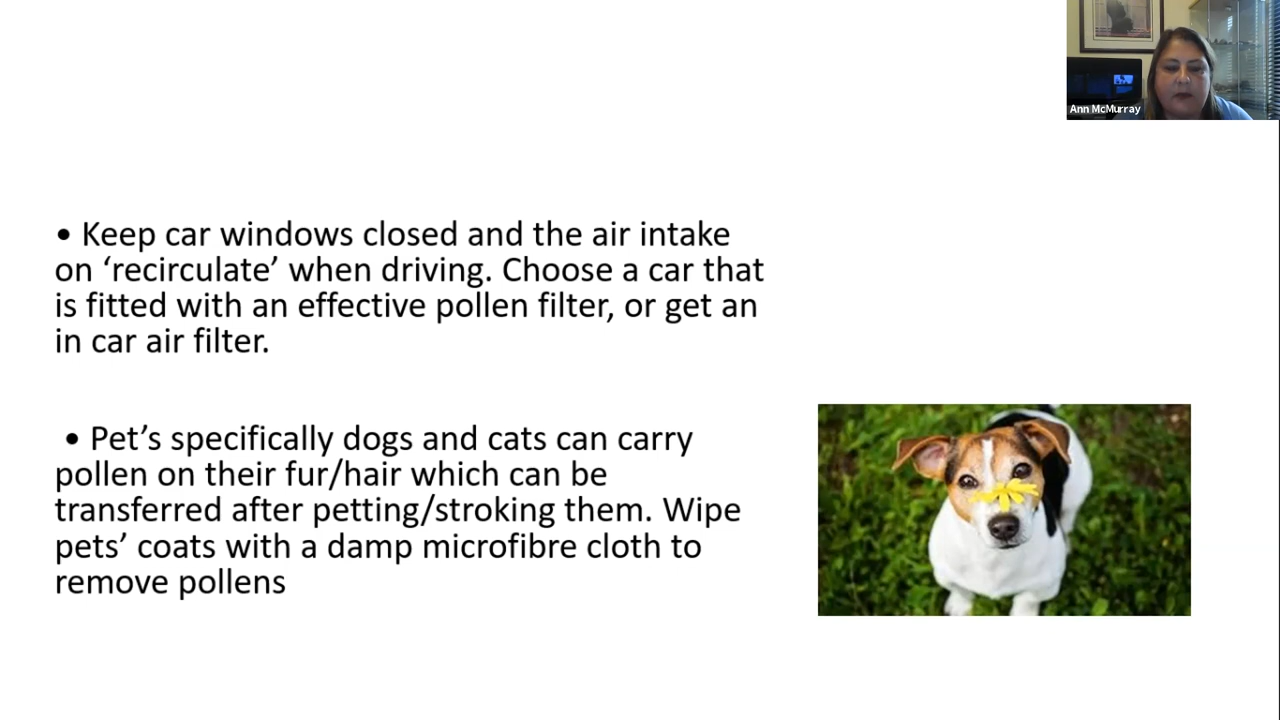 Ann McMurray
• Keep car windows closed and the air intake
on ‘recirculate’ when driving. Choose a car that
is fitted with an effective pollen filter, or get an
in car air filter.
• Pet’s specifically dogs and cats can carry
pollen on their fur/hair which can be
transferred after petting/stroking them. Wipe
pets’ coats with a damp microfibre cloth to
remove pollens